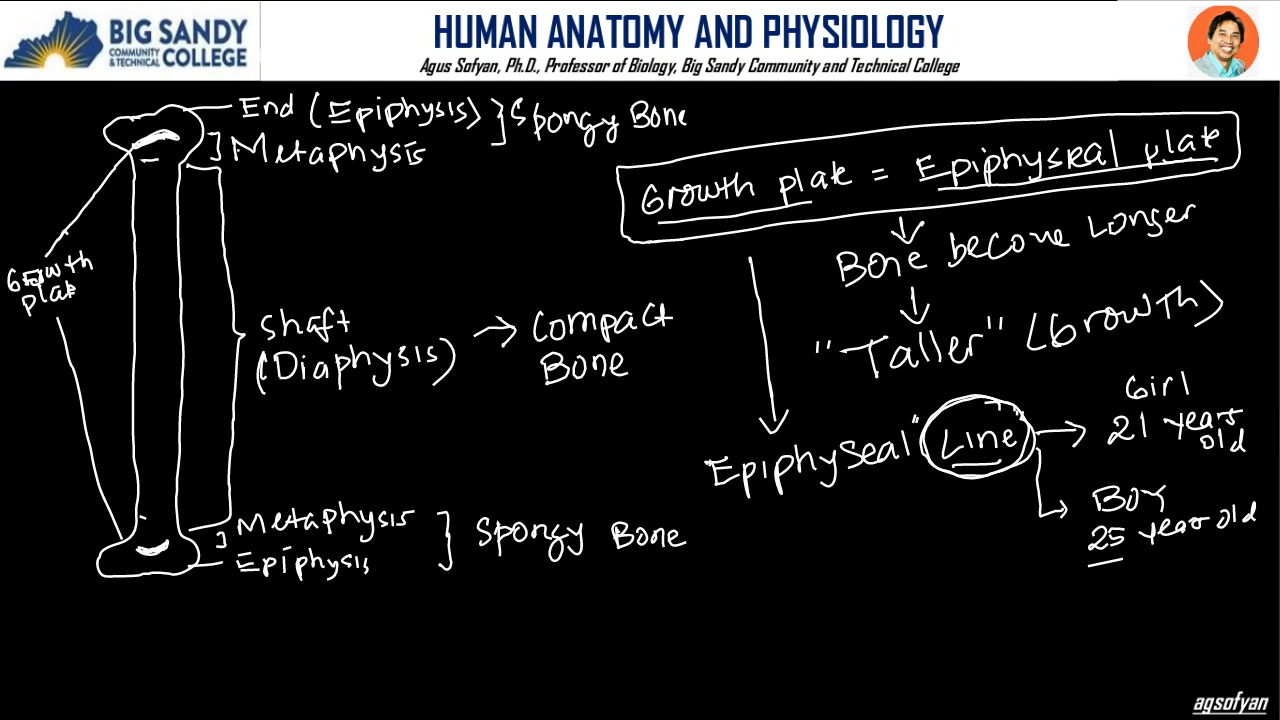 BIG SANDY
COMMUNITY & TECHNICAL COLLEGE
HUMAN ANATOMY AND PHYSIOLOGY
Agus Sofyan, Ph.D., Professor of Biology, Big Sandy Community and Technical College
End (Epiphysis) } Spongy Bone
Metaphysis
Growth plate
Shaft
(Diaphysis) → Compact
Bone
Metaphysis } Spongy Bone
Epiphysis
Growth plate = Epiphyseal plate
Bone become Longer
"Taller" (Growth)
Epiphyseal "Line"
Girl
21 years
old
Boy
25 year old
agsofyan